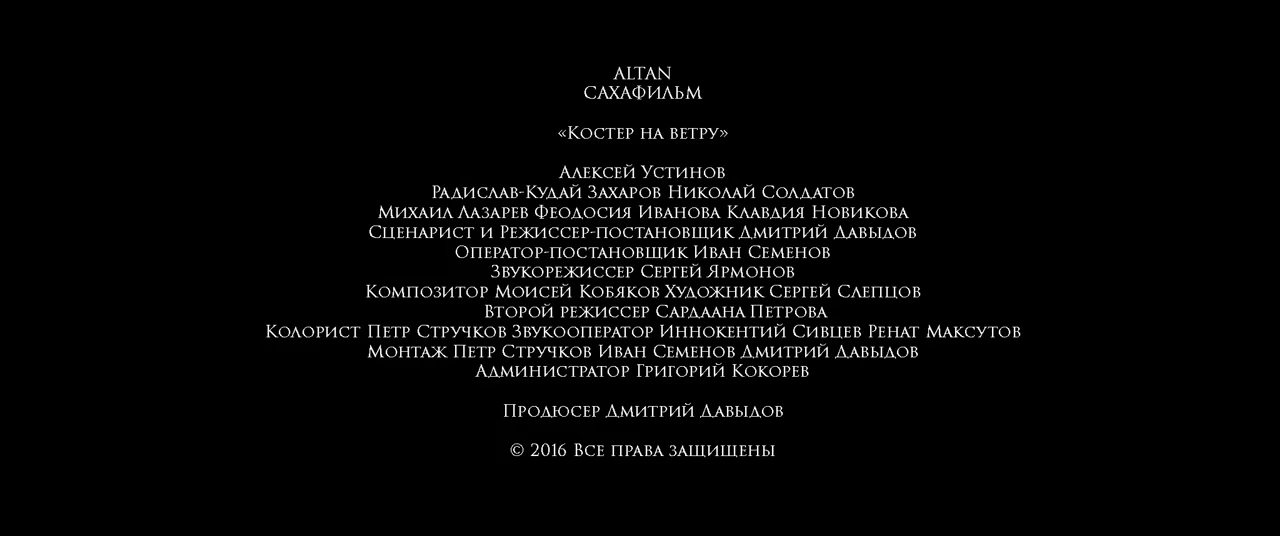 ALTAN
САХАФИЛЬМ
«Костер на ветру»
Алексей Устинов
Радислав-Кудай Захаров Николай Солдатов
Михаил Лазарев Феодосия Иванова Клавдия Новикова
Сценарист и Режиссер-постановщик Дмитрий Давыдов
Оператор-постановщик Иван Семенов
Звукорежиссер Сергей Ярмонов
Композитор Моисей Кобяков Художник Сергей Слепцов
Второй режиссер Сардаана Петрова
Колорист Петр Стручков Звукооператор Иннокентий Сивцев Ренат Максутов
Монтаж Петр Стручков Иван Семенов Дмитрий Давыдов
Администратор Григорий Кокорев
Продюсер Дмитрий Давыдов
© 2016 Все права защищены